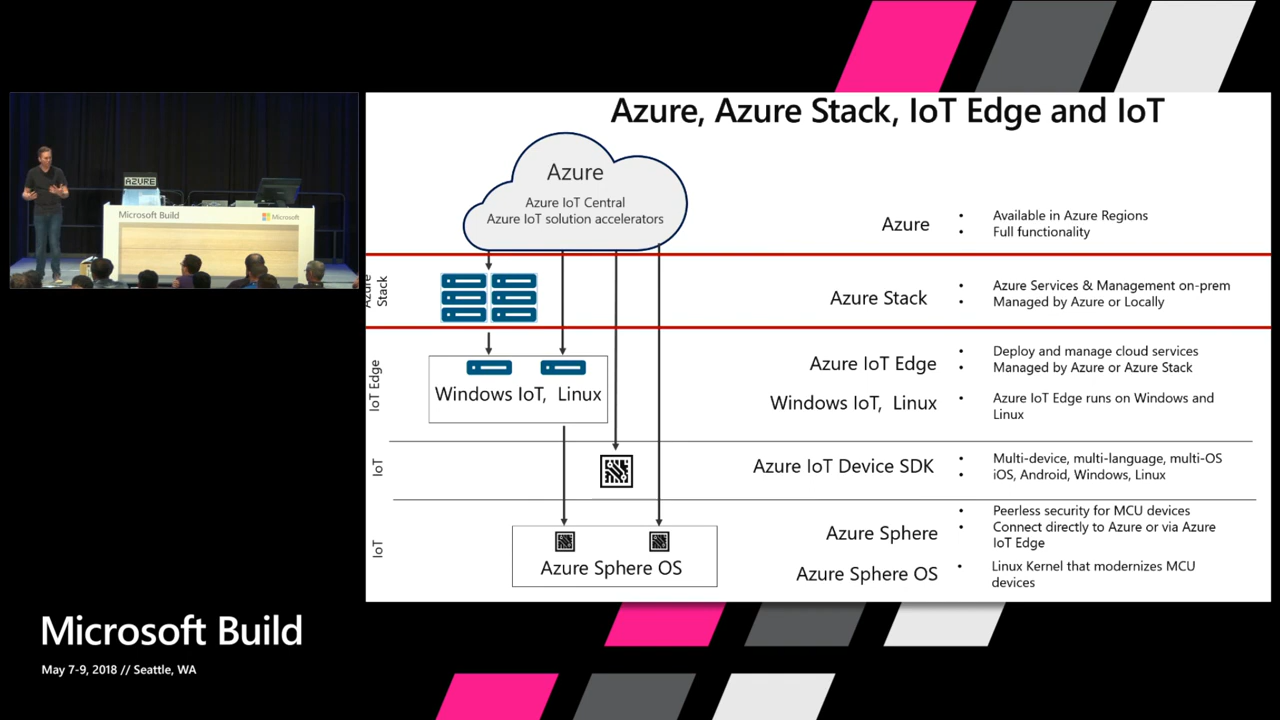 Azure, Azure Stack, IoT Edge and IoT
Azure
Azure IoT Central
Azure IoT solution accelerators
Azure
• Available in Azure Regions
• Full functionality
Azure
Stack
Azure Stack
• Azure Services & Management on-prem
• Managed by Azure or Locally
IoT Edge
Windows IoT, Linux
Azure IoT Edge
• Deploy and manage cloud services
• Managed by Azure or Azure Stack
Windows IoT, Linux
• Azure IoT Edge runs on Windows and
Linux
IoT
Azure IoT Device SDK
• Multi-device, multi-language, multi-OS
• iOS, Android, Windows, Linux
IoT
Azure Sphere OS
Azure Sphere
• Peerless security for MCU devices
• Connect directly to Azure or via Azure
IoT Edge
Azure Sphere OS
• Linux Kernel that modernizes MCU
devices
AZURE
Microsoft Build
Microsoft
Microsoft Build
May 7-9, 2018 // Seattle, WA